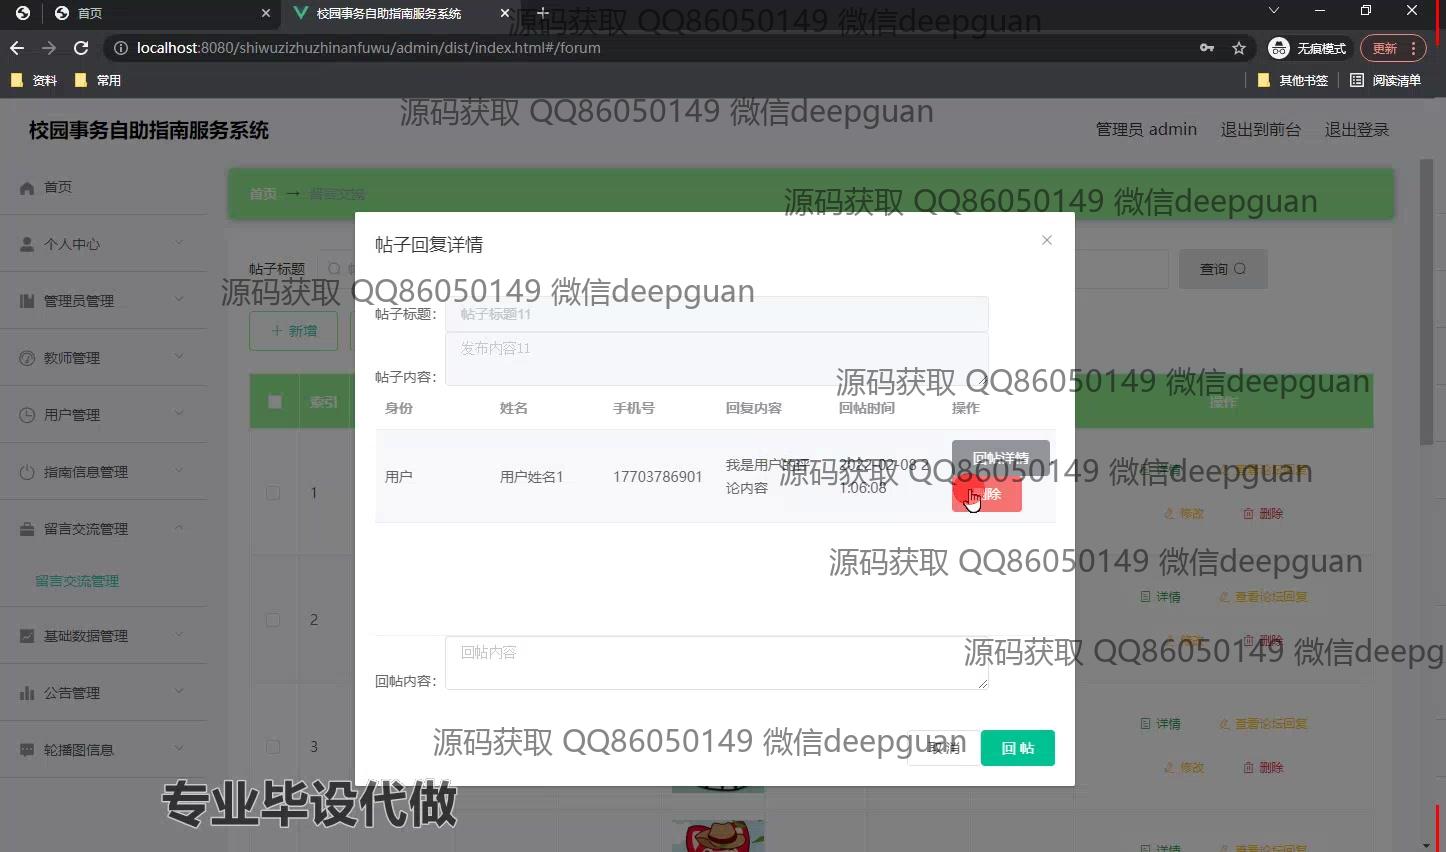 首页
校园事务自助指南服务系统
源码获取 QQ86050149 微信deepguan
localhost:8080/shiwuzizhuzhinanfuwu/admin/dist/index.html#/forum
无痕模式
更新
资料
常用
其他书签
阅读清单
源码获取 QQ86050149 微信deepguan
校园事务自助指南服务系统
管理员 admin
退出到前台
退出登录
首页
个人中心
管理员管理
教师管理
用户管理
指南信息管理
留言交流管理
留言交流管理
基础数据管理
公告管理
轮播图信息
首页 → 留言交流
源码获取 QQ86050149 微信deepguan
帖子标题
查询
源码获取 QQ86050149 微信deepguan
+ 新增
索引
操作
帖子回复详情
帖子标题：
帖子标题11
帖子内容：
发布内容11
源码获取 QQ86050149 微信deepguan
身份
姓名
手机号
回复内容
回帖时间
操作
用户
用户姓名1
17703786901
我是用户的评
论内容
2022-02-08 2
1:06:08
回帖详情
删除
源码获取 QQ86050149 微信deepguan
1
详情
查看论坛回复
修改
删除
源码获取 QQ86050149 微信deepguan
2
详情
查看论坛回复
修改
删除
源码获取 QQ86050149 微信deepg
回帖内容：
回帖内容
3
详情
查看论坛回复
修改
删除
源码获取 QQ86050149 微信deepguan
取消
回 帖
专业毕设代做
详情
查看论坛回复